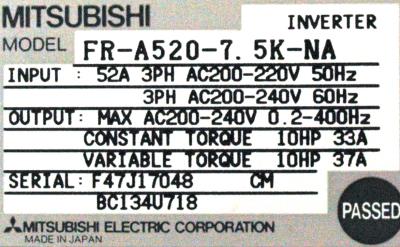 MITSUBISHI
INVERTER
MODEL FR-A520-7.5K-NA
INPUT : 52A 3PH AC200-220V 50Hz
3PH AC200-240V 60Hz
OUTPUT: MAX AC200-240V 0.2-400Hz
CONSTANT TORQUE 10HP 33A
VARIABLE TORQUE 10HP 37A
SERIAL: F47J17048 CM
BC134U718
PASSED
MITSUBISHI ELECTRIC CORPORATION
MADE IN JAPAN